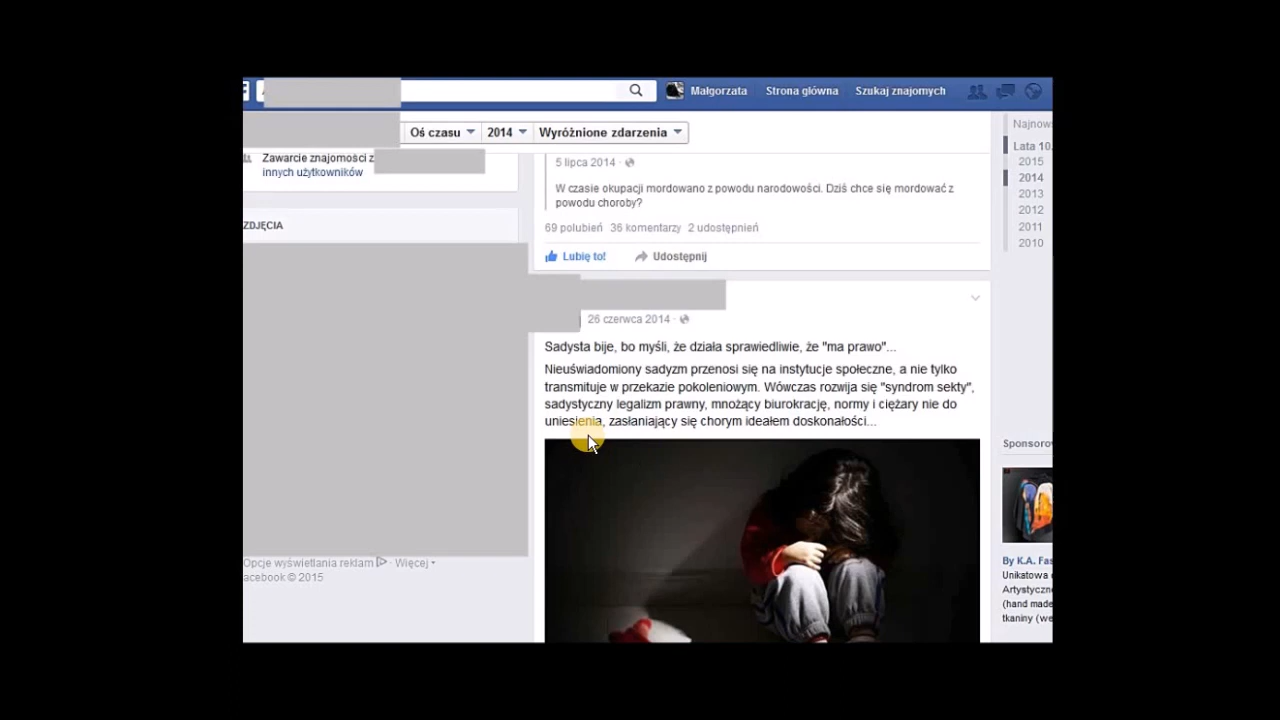 Małgorzata Strona główna Szukaj znajomych
Oś czasu 2014 Wyróżnione zdarzenia
Zawarcie znajomości z
innych użytkowników
ZDJĘCIA
5 lipca 2014
W czasie okupacji mordowano z powodu narodowości. Dziś chce się mordować z
powodu choroby?
69 polubień 36 komentarzy 2 udostępnień
Lubię to! Udostępnij
26 czerwca 2014
Sadysta bije, bo myśli, że działa sprawiedliwie, że "ma prawo"...
Nieuświadomiony sadyzm przenosi się na instytucje społeczne, a nie tylko
transmituje w przekazie pokoleniowym. Wówczas rozwija się "syndrom sekty",
sadystyczny legalizm prawny, mnożący biurokrację, normy i ciężary nie do
uniesienia, zasłaniający się chorym ideałem doskonałości...
Opcje wyświetlania reklam · Więcej
acebook © 2015
Najnows
Lata 10.
2015
2014
2013
2012
2011
2010
Sponsoro
By K.A. Fas
Unikatowa
Artystyczne
(hand made
tkaniny (we